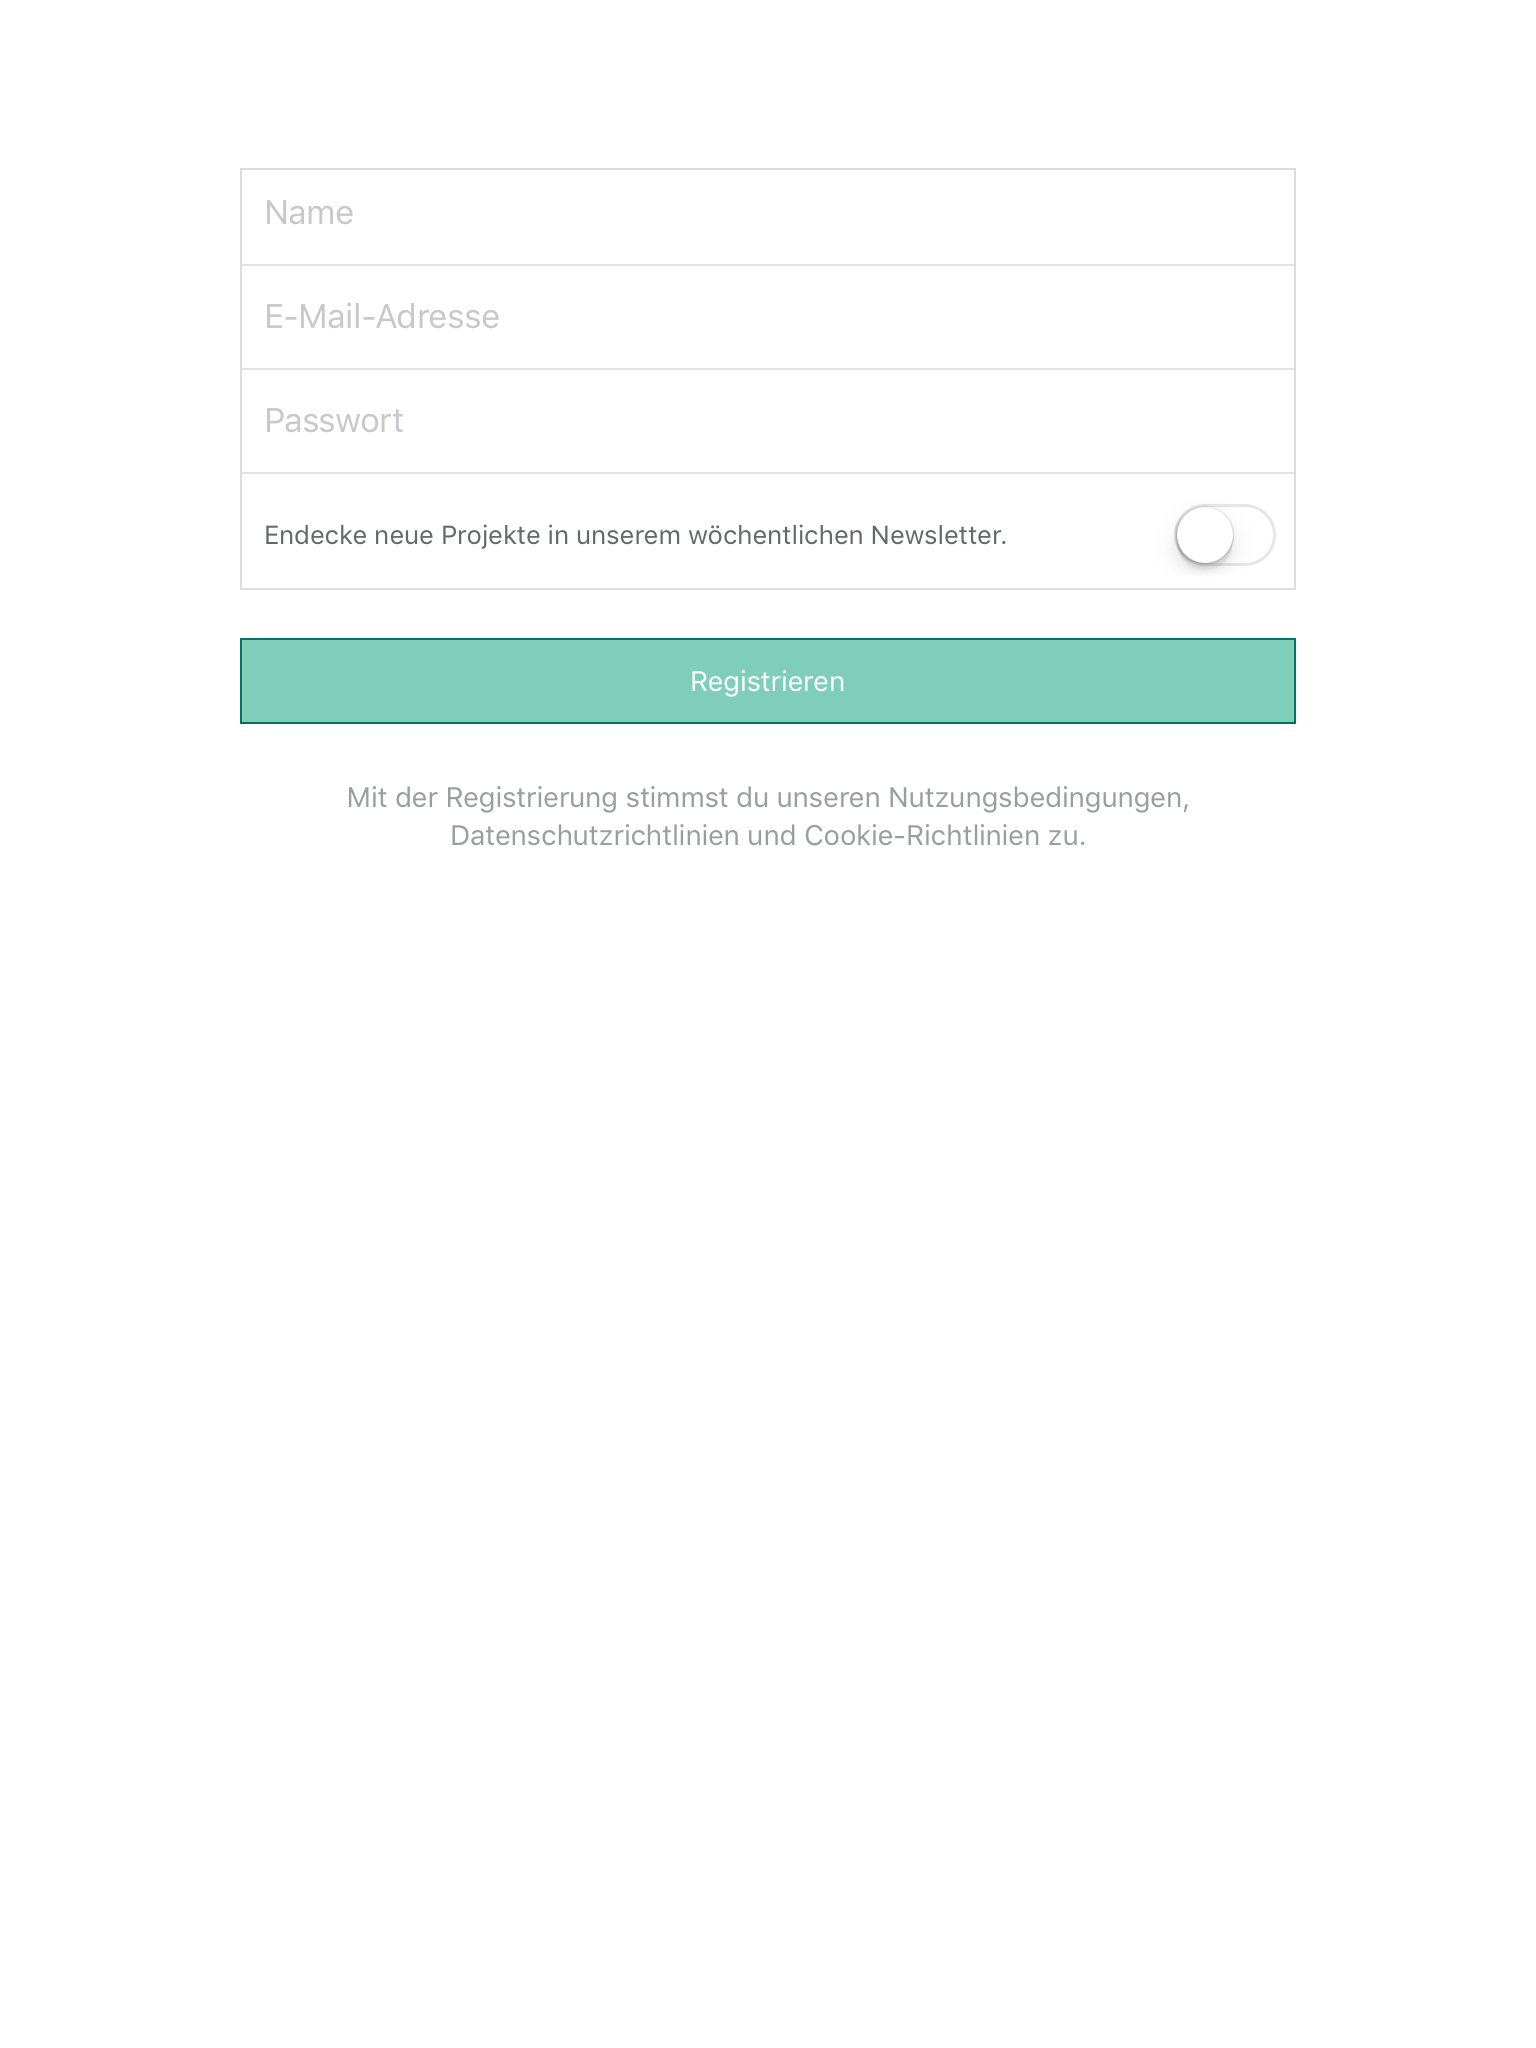 Name
E-Mail-Adresse
Passwort
Endecke neue Projekte in unserem wöchentlichen Newsletter.
Registrieren
Mit der Registrierung stimmst du unseren Nutzungsbedingungen,
Datenschutzrichtlinien und Cookie-Richtlinien zu.